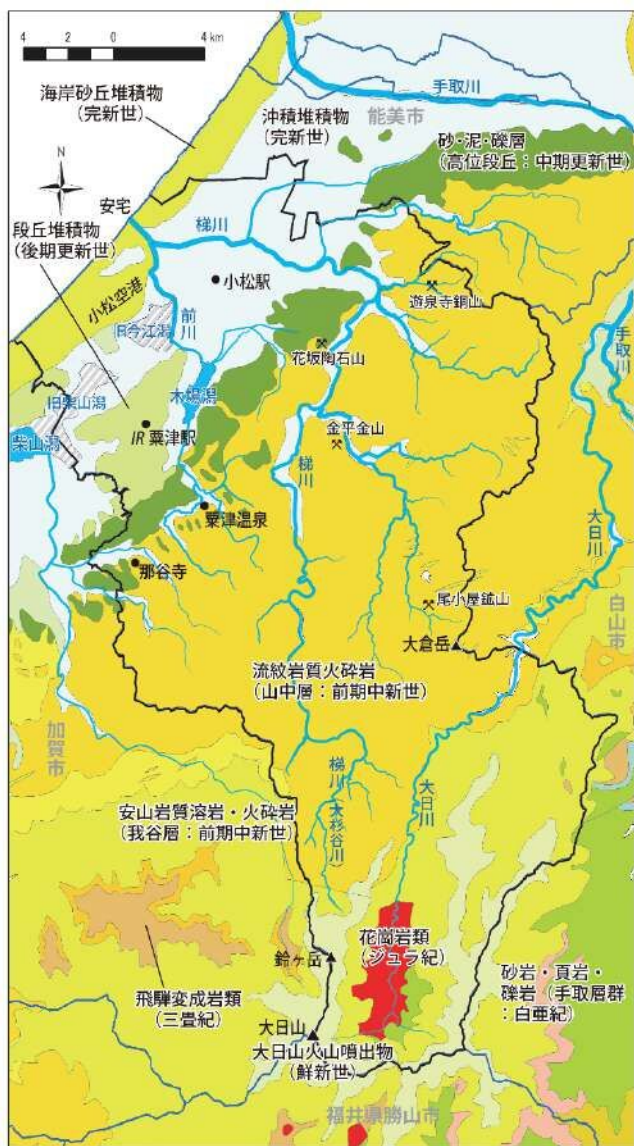 4
0
4 km
手取川
海岸砂丘堆積物
(完新世)
沖積堆積物
(完新世)
能美市
砂・泥・礫層
(高位段丘：中期更新世)
N
安宅
梯川
段丘堆積物
(後期更新世)
小松空港
小松駅
遊泉寺銅山
旧今江潟
前川
手取川
花坂陶石山
旧柴山潟
木場潟
柴山潟
IR 粟津駅
金平金山
梯川
粟津温泉
大日川
那谷寺
尾小屋鉱山
白山市
大倉岳
流紋岩質火砕岩
(山中層：前期中新世)
加賀市
梯川(大杉谷川)
大日川
安山岩質溶岩・火砕岩
(我谷層：前期中新世)
花崗岩類
(ジュラ紀)
鈴ヶ岳
砂岩・頁岩・
礫岩(手取層群
：白亜紀)
飛騨変成岩類
(三畳紀)
大日山
大日山火山噴出物
(鮮新世)
福井県勝山市